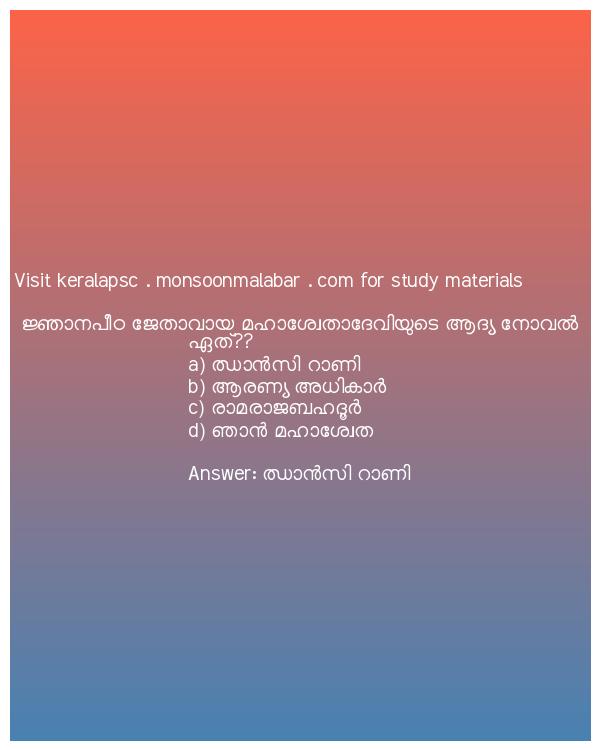 Visit keralapsc . monsoonmalabar . com for study materials
ജ്ഞാനപീഠ ജേതാവായ മഹാശ്വേതാദേവിയുടെ ആദ്യ നോവൽ
ഏത്??
a) ഝാൻസി റാണി
b) ആരണ്യ അധികാർ
c) രാമരാജബഹദൂർ
d) ഞാൻ മഹാശ്വേത
Answer: ഝാൻസി റാണി